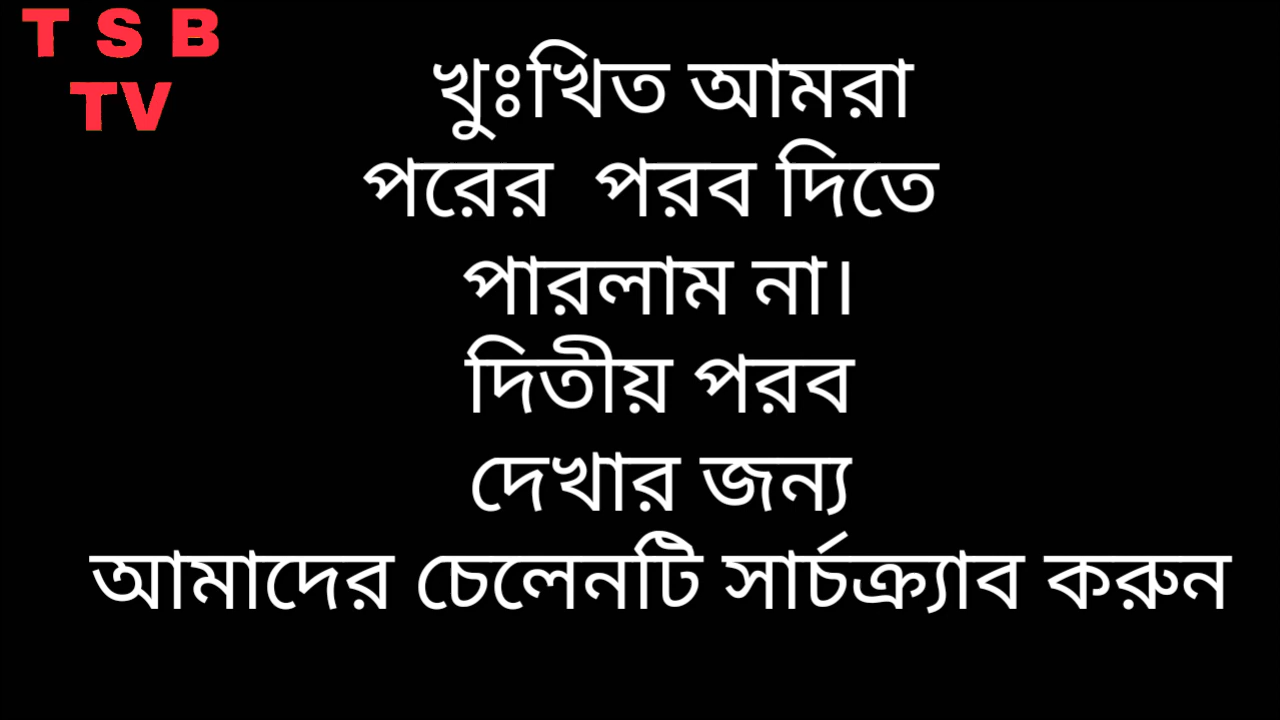 T S B
TV
খুঃখিত আমরা
পরের পরব দিতে
পারলাম না।
দিতীয় পরব
দেখার জন্য
আমাদের চেলেনটি সার্চক্র্যাব করুন